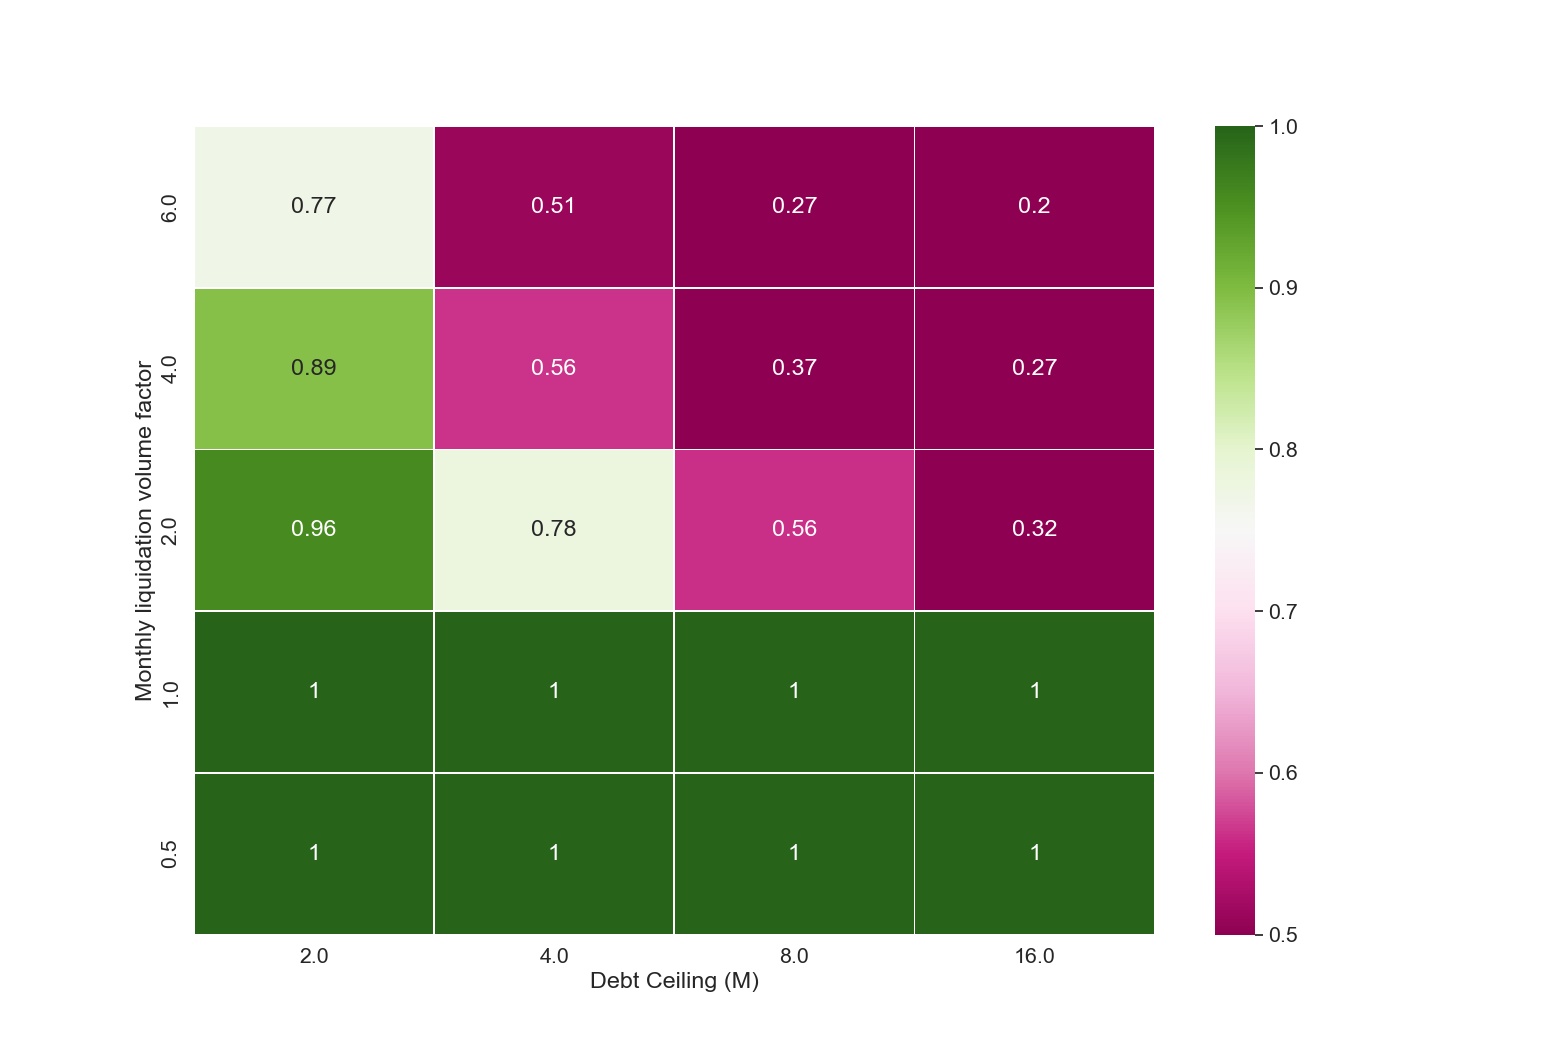 6.0 0.77 0.51 0.27 0.2
4.0 0.89 0.56 0.37 0.27
2.0 0.96 0.78 0.56 0.32
1.0 1 1 1 1
0.5 1 1 1 1
Monthly liquidation volume factor
2.0 4.0 8.0 16.0
Debt Ceiling (M)
1.0
0.9
0.8
0.7
0.6
0.5